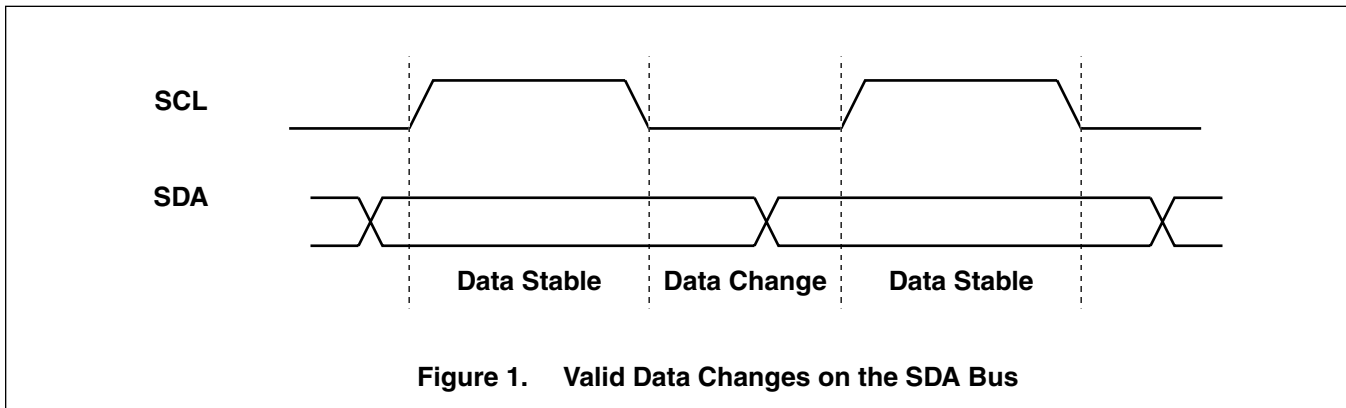 SCL
SDA
Data Stable
Data Change
Data Stable
Figure 1. Valid Data Changes on the SDA Bus